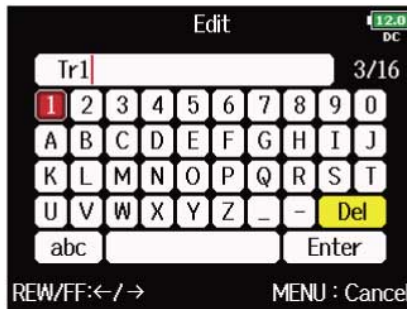 Edit
12.0
DC
Tr1
3/16
1 2 3 4 5 6 7 8 9 0
A B C D E F G H I J
K L M N O P Q R S T
U V W X Y Z _ - Del
abc Enter
REW/FF:←/→ MENU : Cancel